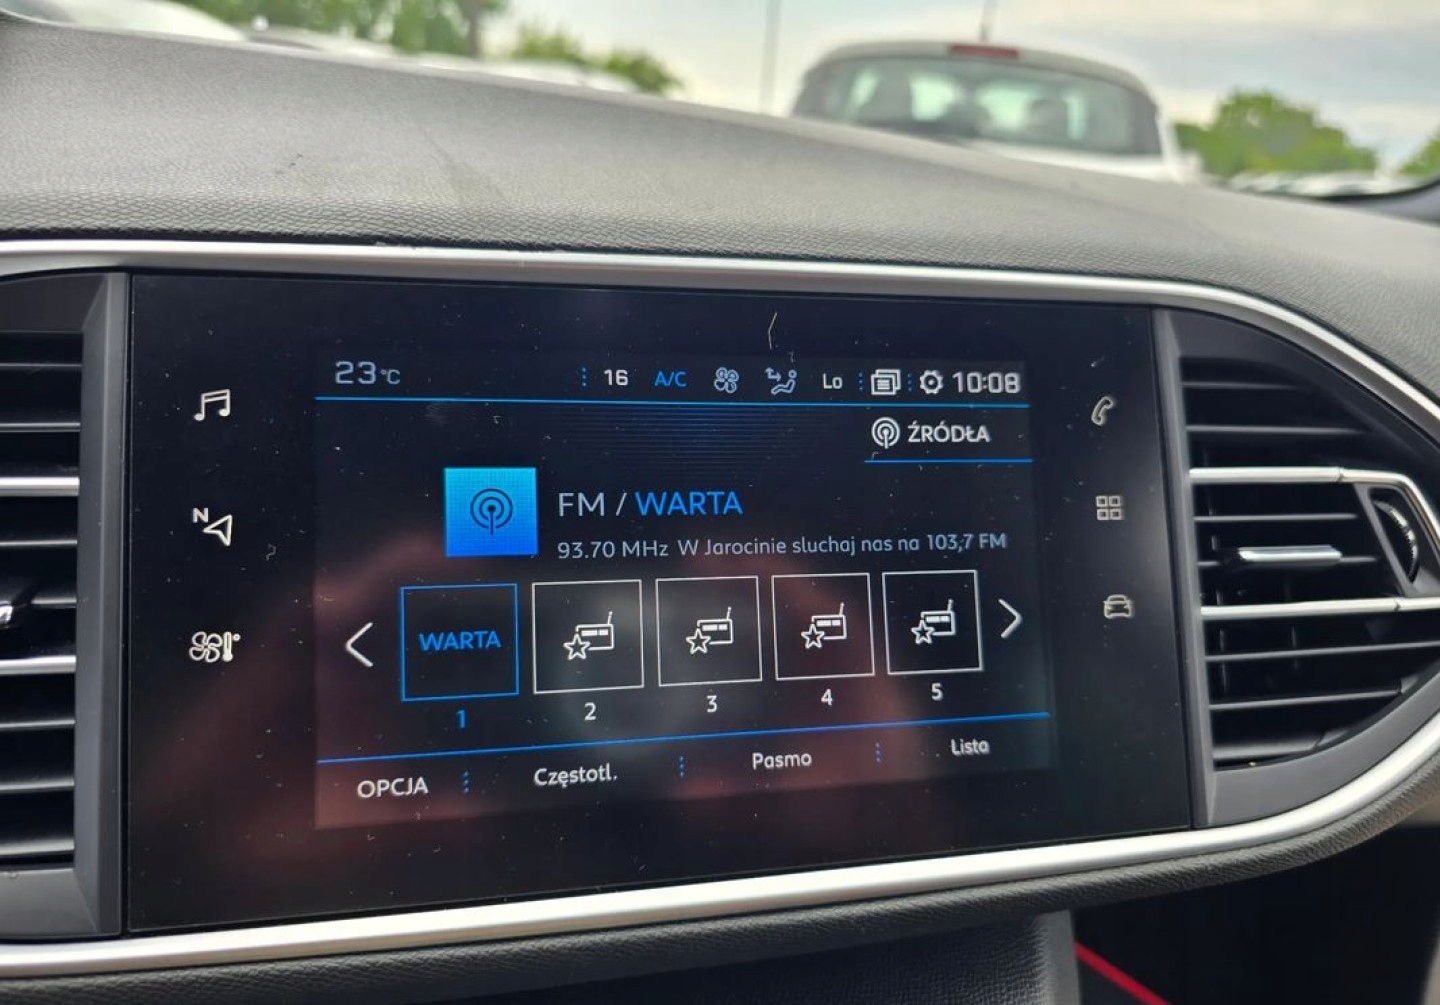 23°C 16 A/C Lo 10:08
ŹRÓDŁA
FM / WARTA
93.70 MHz W Jarocinie sluchaj nas na 103,7 FM
N
WARTA
1 2 3 4 5
OPCJA Częstotl. Pasmo Lista